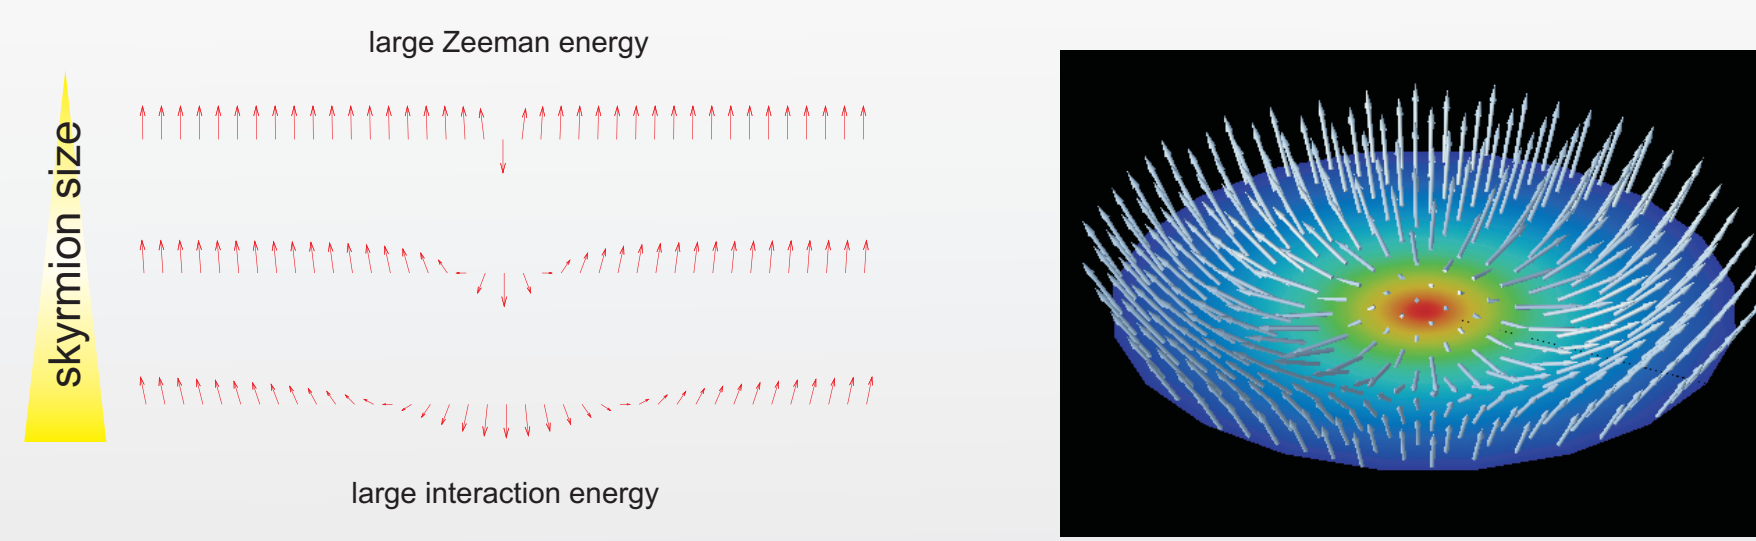 large Zeeman energy
skyrmion size
large interaction energy